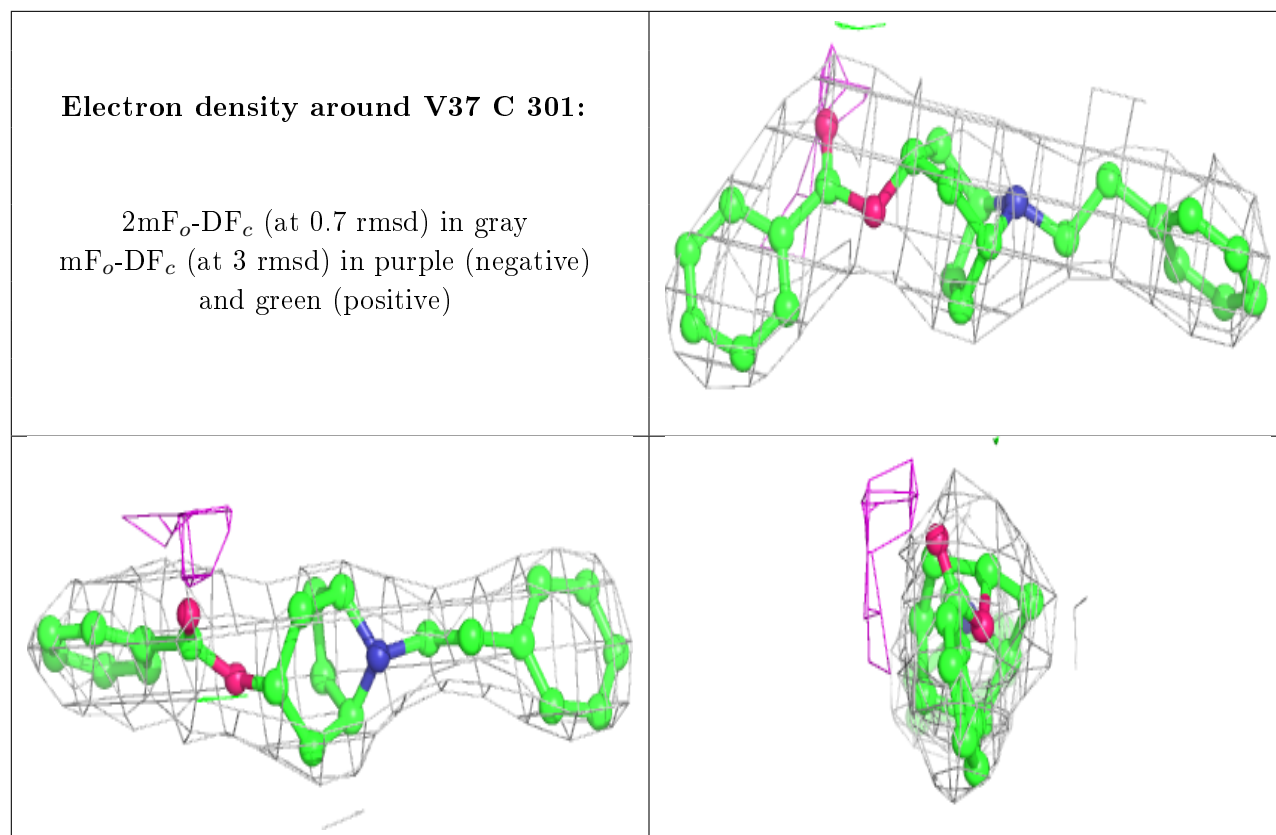 Electron density around V37 C 301:
2mFₒ-DF𝒸 (at 0.7 rmsd) in gray
mFₒ-DF𝒸 (at 3 rmsd) in purple (negative)
and green (positive)